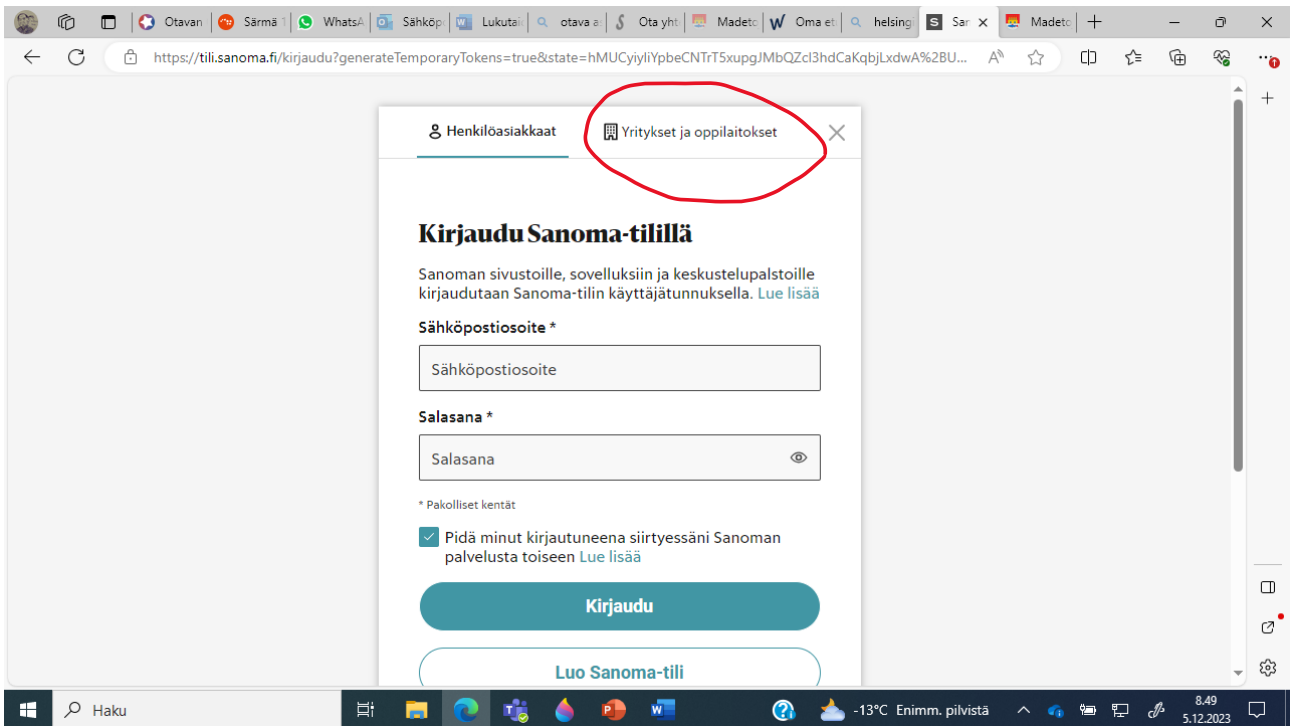 Otavan
Särmä 1
WhatsA
Sähköp
Lukutai
otava a
Ota yht
Madeto
Oma et
helsing
San
Madeto
https://tili.sanoma.fi/kirjaudu?generateTemporaryTokens=true&state=hMUCyiyliYpbeCNTrT5xupgJMbQZcl3hdCaKqbjLxdwA%2BU...
Henkilöasiakkaat
Yritykset ja oppilaitokset
Kirjaudu Sanoma-tilillä
Sanoman sivustoille, sovelluksiin ja keskustelupalstoille
kirjaudutaan Sanoma-tilin käyttäjätunnuksella. Lue lisää
Sähköpostiosoite *
Sähköpostiosoite
Salasana *
Salasana
* Pakolliset kentät
Pidä minut kirjautuneena siirtyessäni Sanoman
palvelusta toiseen Lue lisää
Kirjaudu
Luo Sanoma-tili
Haku
-13°C Enimm. pilvistä
8.49
5.12.2023